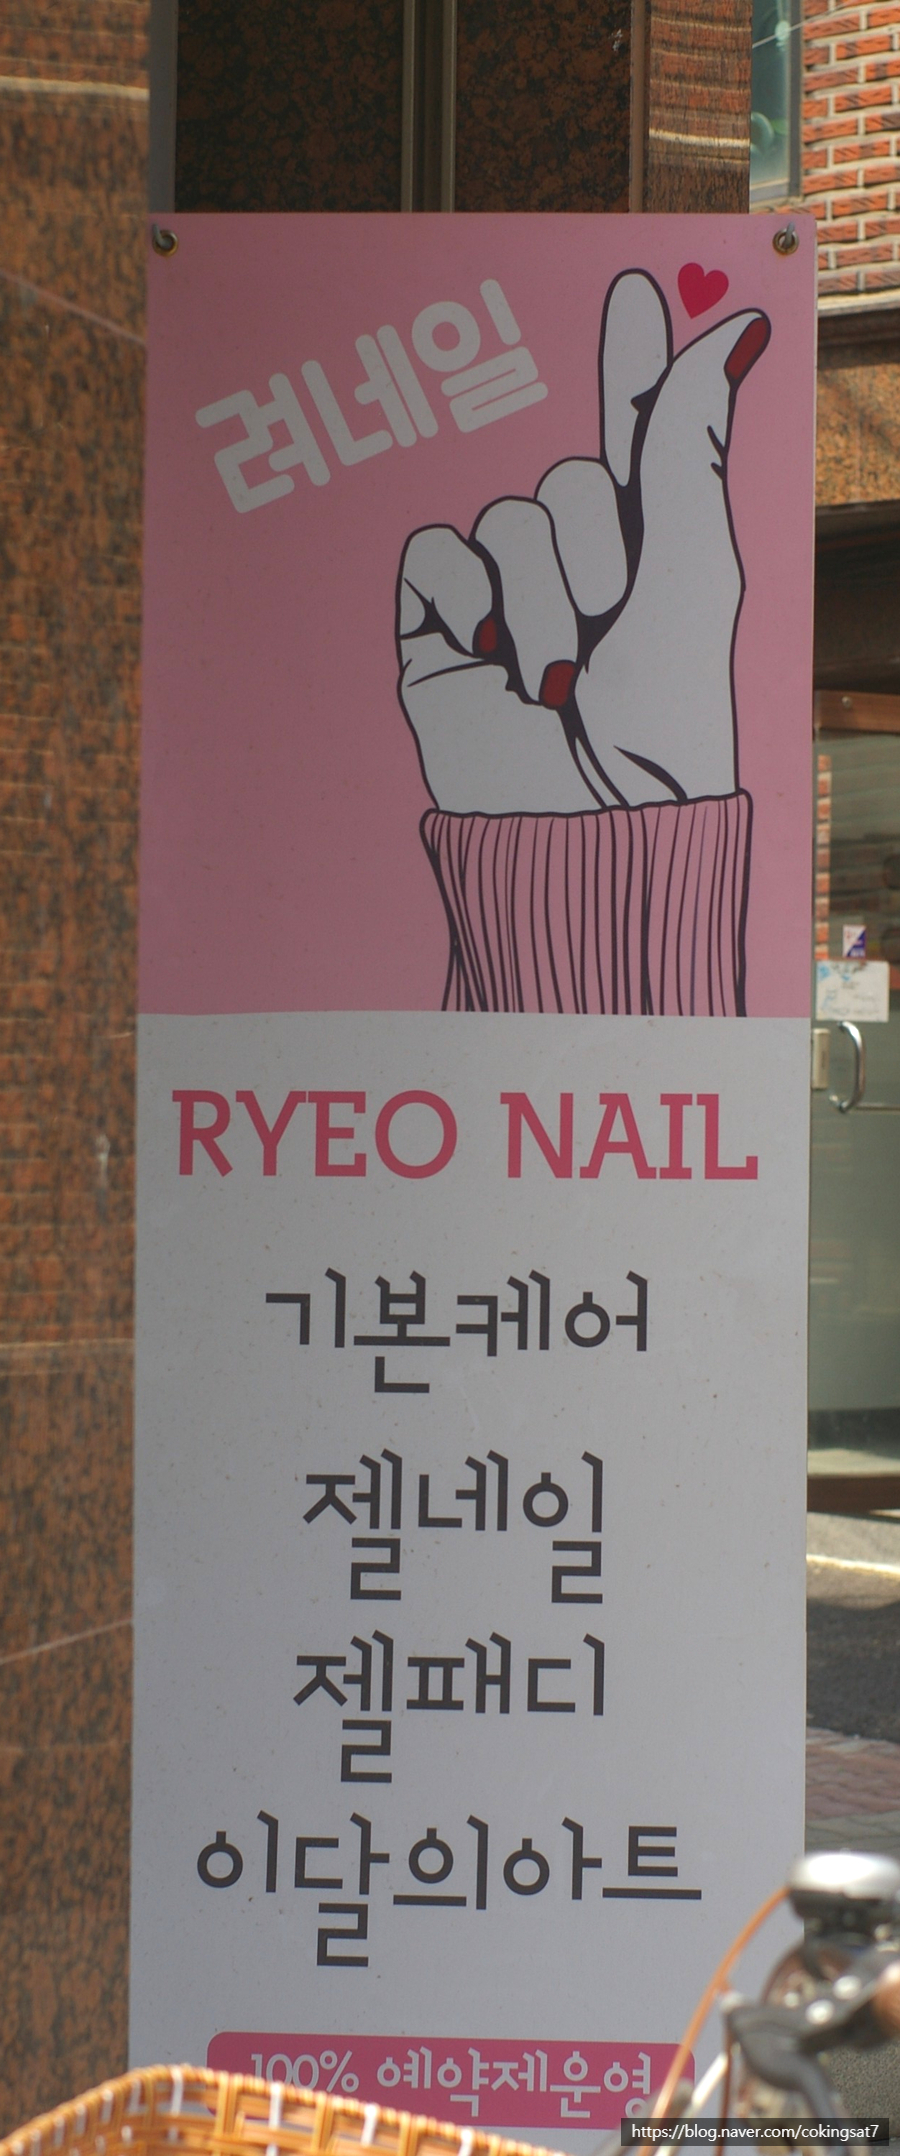 려네일
RYEO NAIL
기본케어
젤네일
젤패디
이달의아트
100% 예약제운영
https://blog.naver.com/cokingsat7